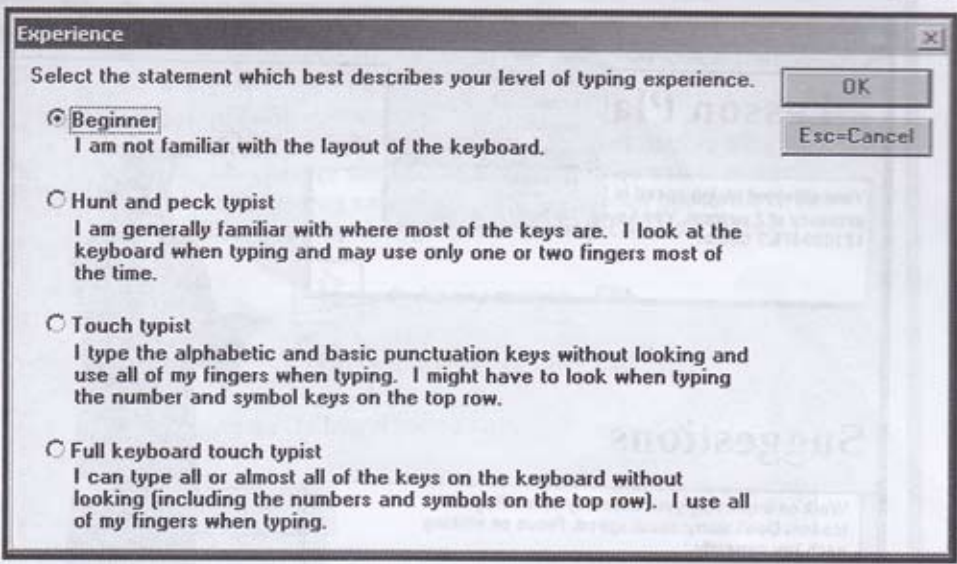 Experience
Select the statement which best describes your level of typing experience.
OK
Beginner
Esc=Cancel
I am not familiar with the layout of the keyboard.
Hunt and peck typist
I am generally familiar with where most of the keys are. I look at the
keyboard when typing and may use only one or two fingers most of
the time.
Touch typist
I type the alphabetic and basic punctuation keys without looking and
use all of my fingers when typing. I might have to look when typing
the number and symbol keys on the top row.
Full keyboard touch typist
I can type all or almost all of the keys on the keyboard without
looking (including the numbers and symbols on the top row). I use all
of my fingers when typing.
Suggestions